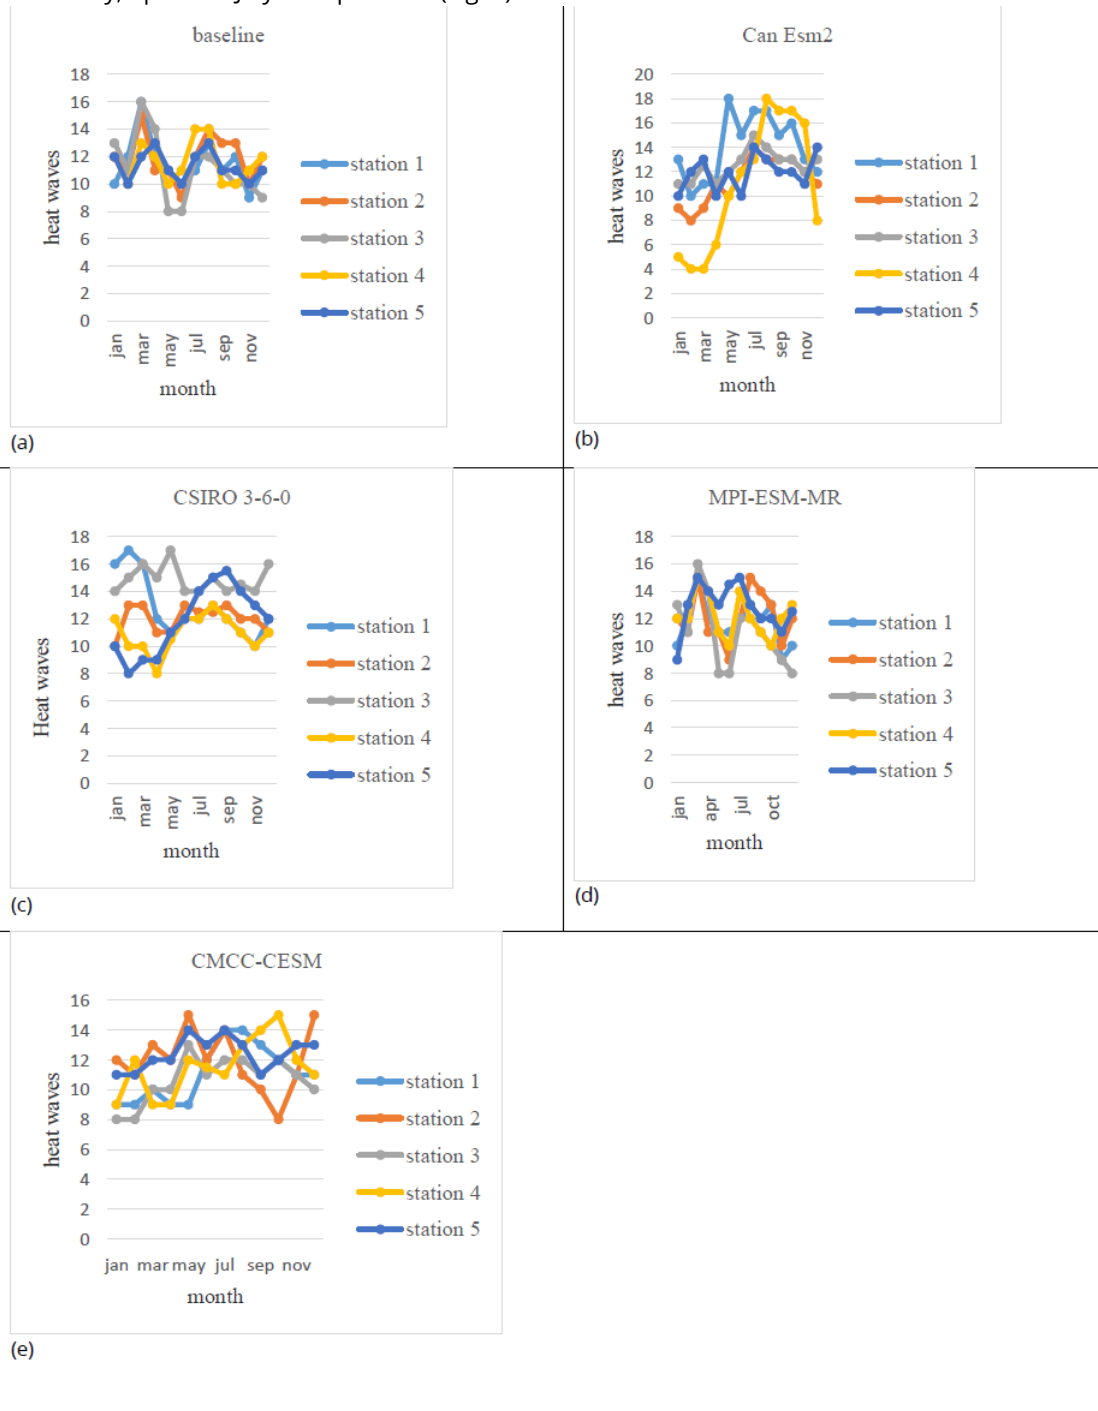 baseline
18
16
14
12
10
8
6
4
2
0
heat waves
jan
mar
may
jul
sep
nov
month
station 1
station 2
station 3
station 4
station 5
(a)
Can Esm2
20
18
16
14
12
10
8
6
4
2
0
heat waves
jan
mar
may
jul
sep
nov
month
station 1
station 2
station 3
station 4
station 5
(b)
CSIRO 3-6-0
18
16
14
12
10
8
6
4
2
0
Heat waves
jan
mar
may
jul
sep
nov
month
station 1
station 2
station 3
station 4
station 5
(c)
MPI-ESM-MR
18
16
14
12
10
8
6
4
2
0
heat waves
jan
apr
jul
oct
month
station 1
station 2
station 3
station 4
station 5
(d)
CMCC-CESM
16
14
12
10
8
6
4
2
0
heat waves
jan mar may jul sep nov
month
station 1
station 2
station 3
station 4
station 5
(e)